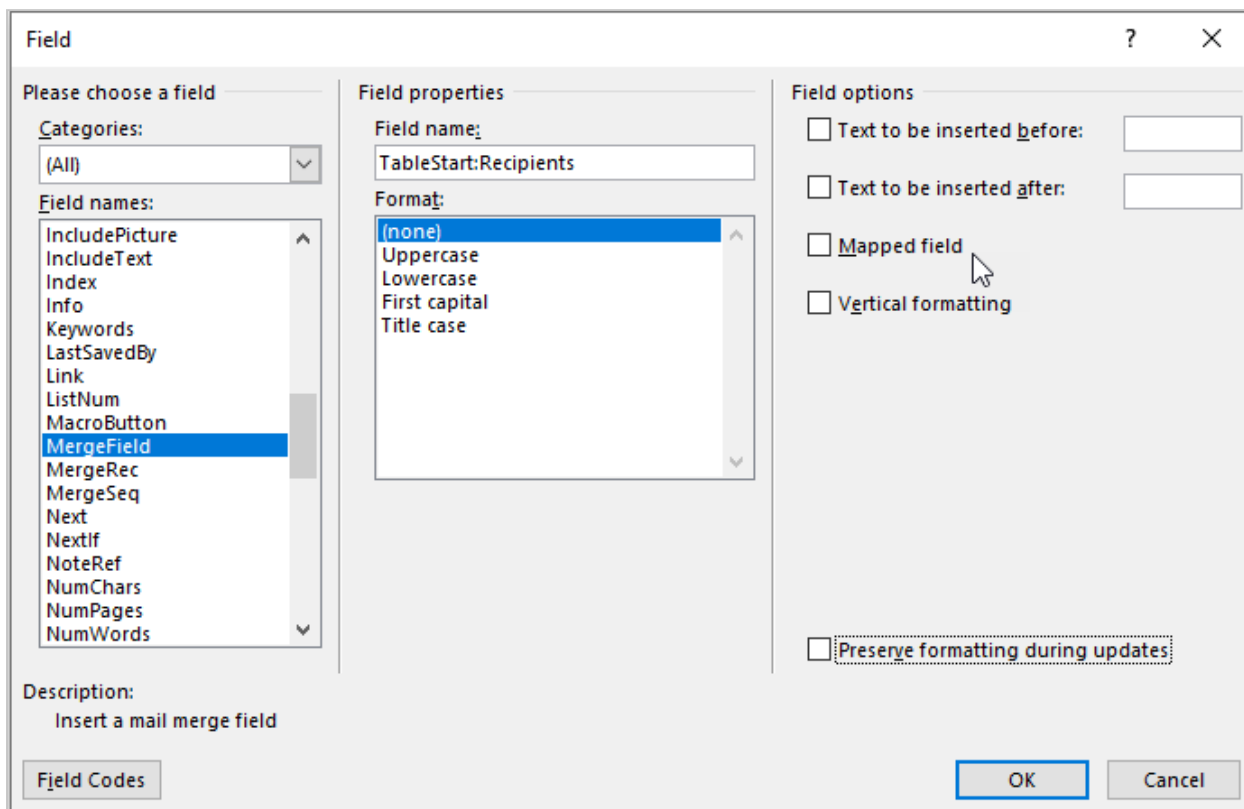 Field
?
Please choose a field
Categories:
(All)
Field names:
IncludePicture
IncludeText
Index
Info
Keywords
LastSavedBy
Link
ListNum
MacroButton
MergeField
MergeRec
MergeSeq
Next
NextIf
NoteRef
NumChars
NumPages
NumWords
Field properties
Field name:
TableStart:Recipients
Format:
(none)
Uppercase
Lowercase
First capital
Title case
Field options
Text to be inserted before:
Text to be inserted after:
Mapped field
Vertical formatting
Preserve formatting during updates
Description:
Insert a mail merge field
Field Codes
OK
Cancel